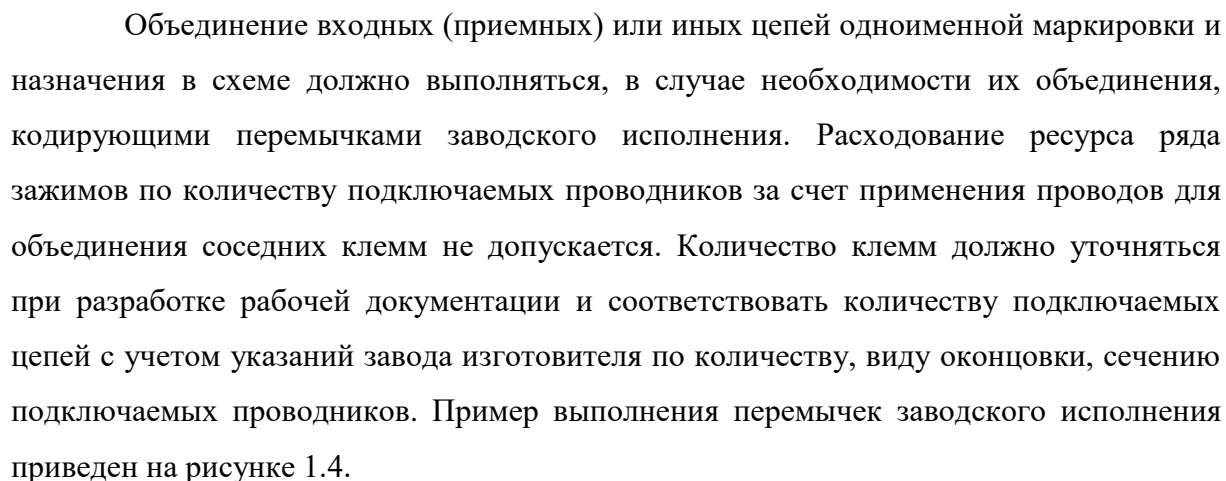 Объединение входных (приемных) или иных цепей одноименной маркировки и
назначения в схеме должно выполняться, в случае необходимости их объединения,
кодирующими перемычками заводского исполнения. Расходование ресурса ряда
зажимов по количеству подключаемых проводников за счет применения проводов для
объединения соседних клемм не допускается. Количество клемм должно уточняться
при разработке рабочей документации и соответствовать количеству подключаемых
цепей с учетом указаний завода изготовителя по количеству, виду оконцовки, сечению
подключаемых проводников. Пример выполнения перемычек заводского исполнения
приведен на рисунке 1.4.